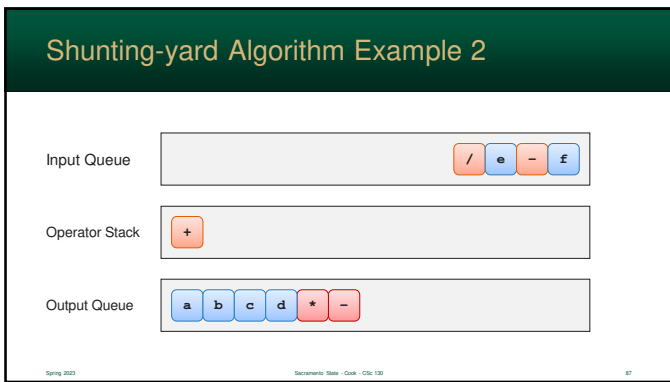 Shunting-yard Algorithm Example 2
Input Queue / e - f
Operator Stack +
Output Queue a b c d * -
Spring 2023 Sacramento State - Cook - CSc 130 87